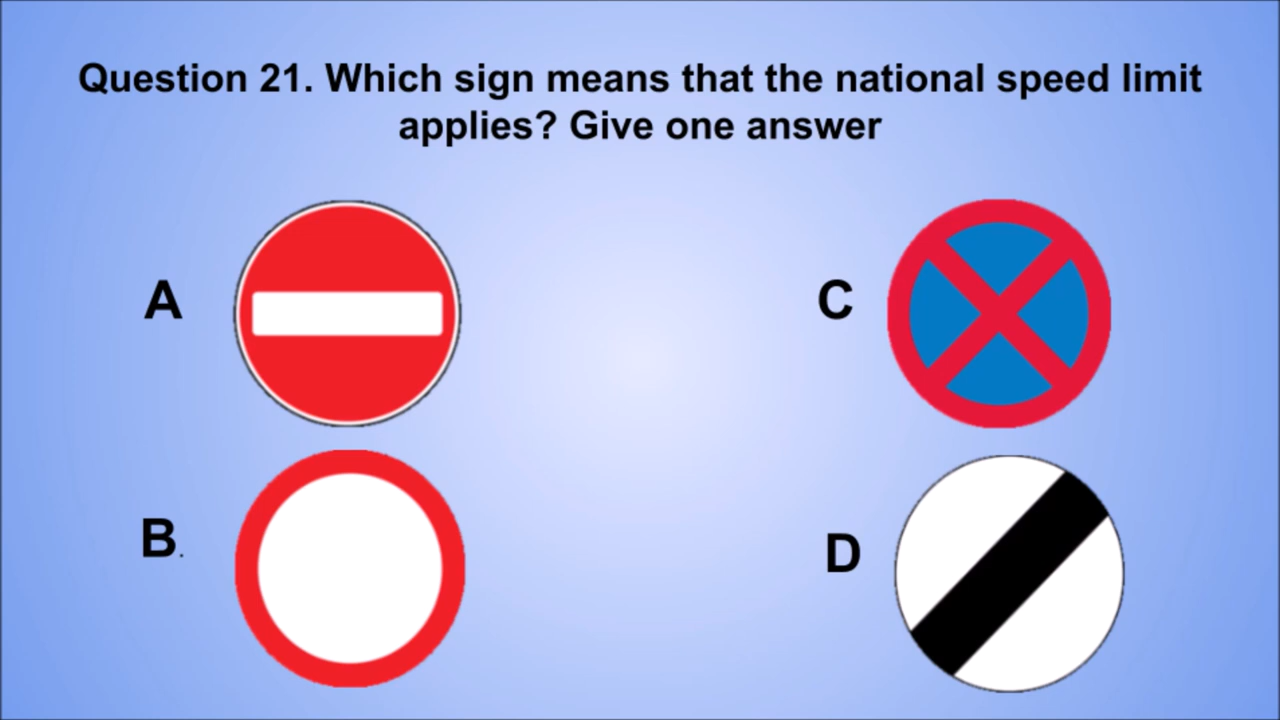 Question 21. Which sign means that the national speed limit
applies? Give one answer
A
C
B.
D